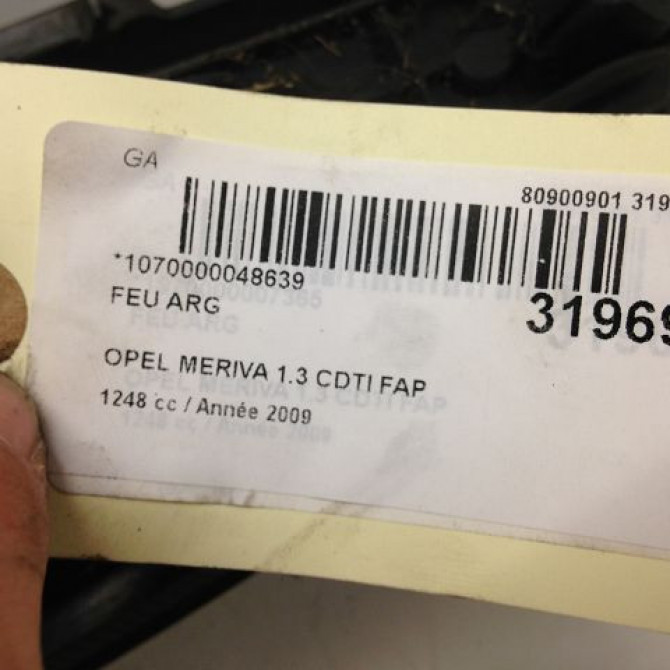 GA
80900901 319
*1070000048639
FEU ARG
31969
OPEL MERIVA 1.3 CDTI FAP
1248 cc / Année 2009